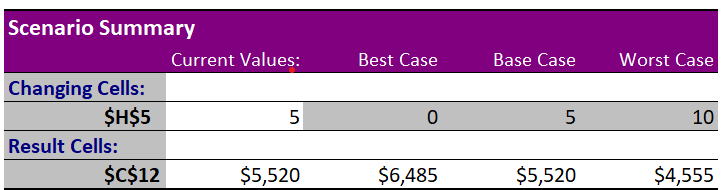 Scenario Summary
Current Values: Best Case Base Case Worst Case
Changing Cells:
$H$5 5 0 5 10
Result Cells:
$C$12 $5,520 $6,485 $5,520 $4,555